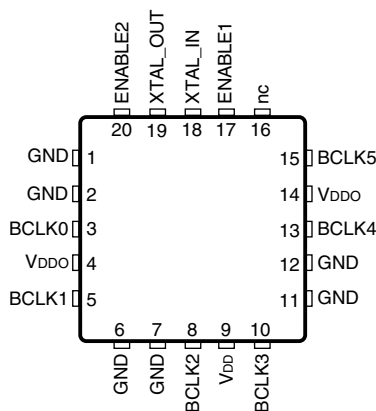 ENABLE2
XTAL_OUT
XTAL_IN
ENABLE1
nc
20 19 18 17 16
GND 1 15 BCLK5
GND 2 14 VDDO
BCLK0 3 13 BCLK4
VDDO 4 12 GND
BCLK1 5 11 GND
6 7 8 9 10
GND
GND
BCLK2
VDD
BCLK3